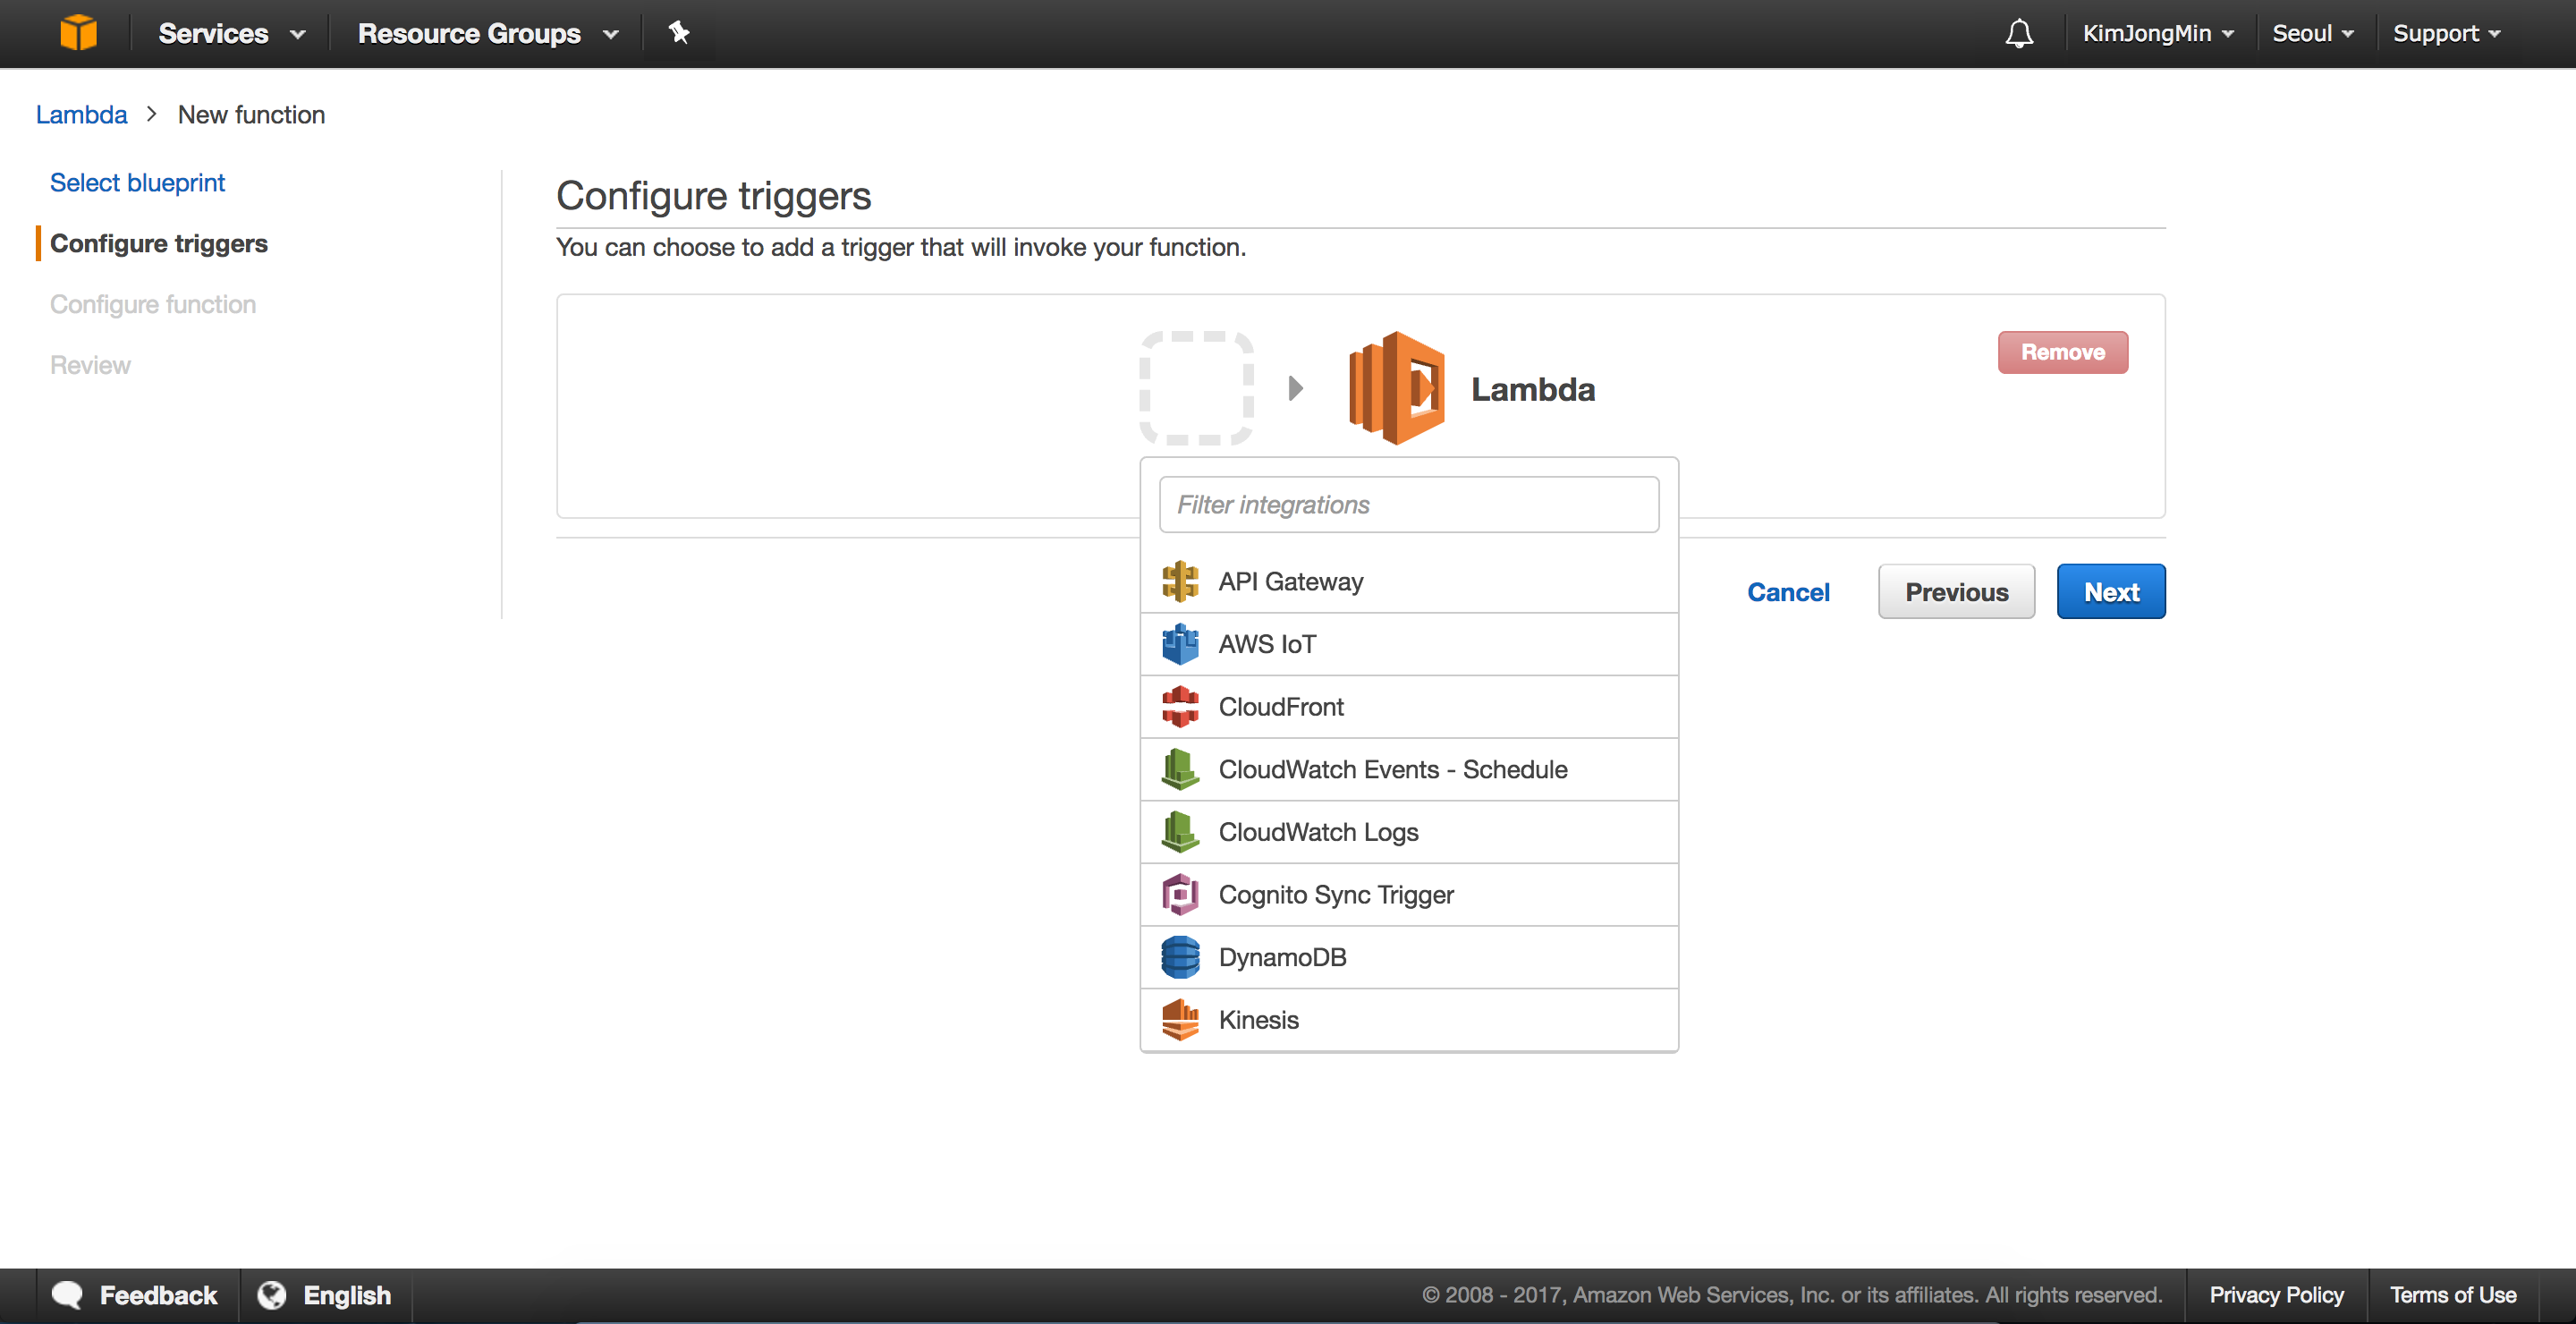 Services
Resource Groups
KimJongMin
Seoul
Support
Lambda > New function
Select blueprint
Configure triggers
Configure function
Review
Configure triggers
You can choose to add a trigger that will invoke your function.
Lambda
Remove
Filter integrations
API Gateway
AWS IoT
CloudFront
CloudWatch Events - Schedule
CloudWatch Logs
Cognito Sync Trigger
DynamoDB
Kinesis
Cancel
Previous
Next
Feedback
English
© 2008 - 2017, Amazon Web Services, Inc. or its affiliates. All rights reserved.
Privacy Policy
Terms of Use